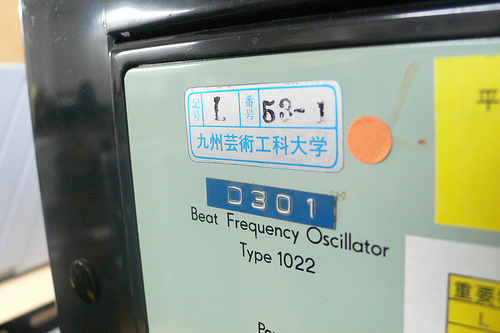 記号 L 番号 53-1
九州芸術工科大学
D301
Beat Frequency Oscillator
Type 1022
平
重要
L